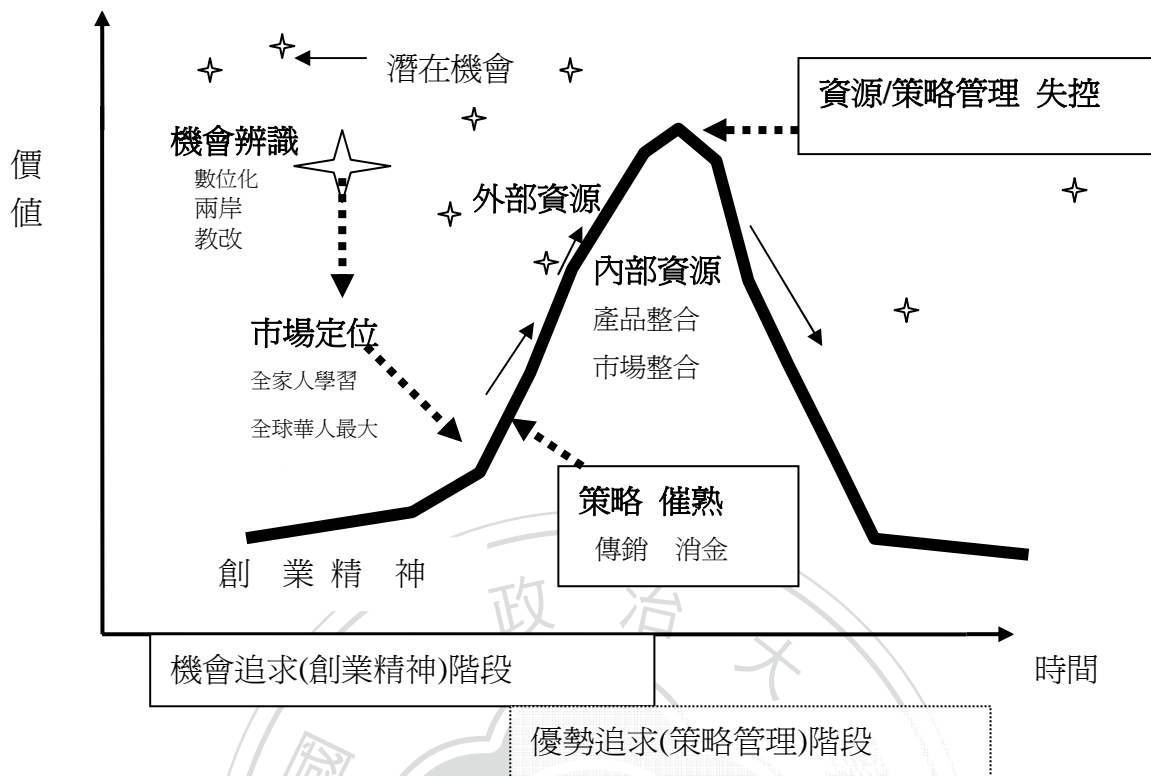 潛在機會
資源/策略管理 失控
機會辨識
數位化
兩岸
教改
價
值
外部資源
內部資源
產品整合
市場整合
市場定位
全家人學習
全球華人最大
策略 催熟
傳銷 消金
創 業 精 神
政 治 大
國
機會追求(創業精神)階段
時間
優勢追求(策略管理)階段